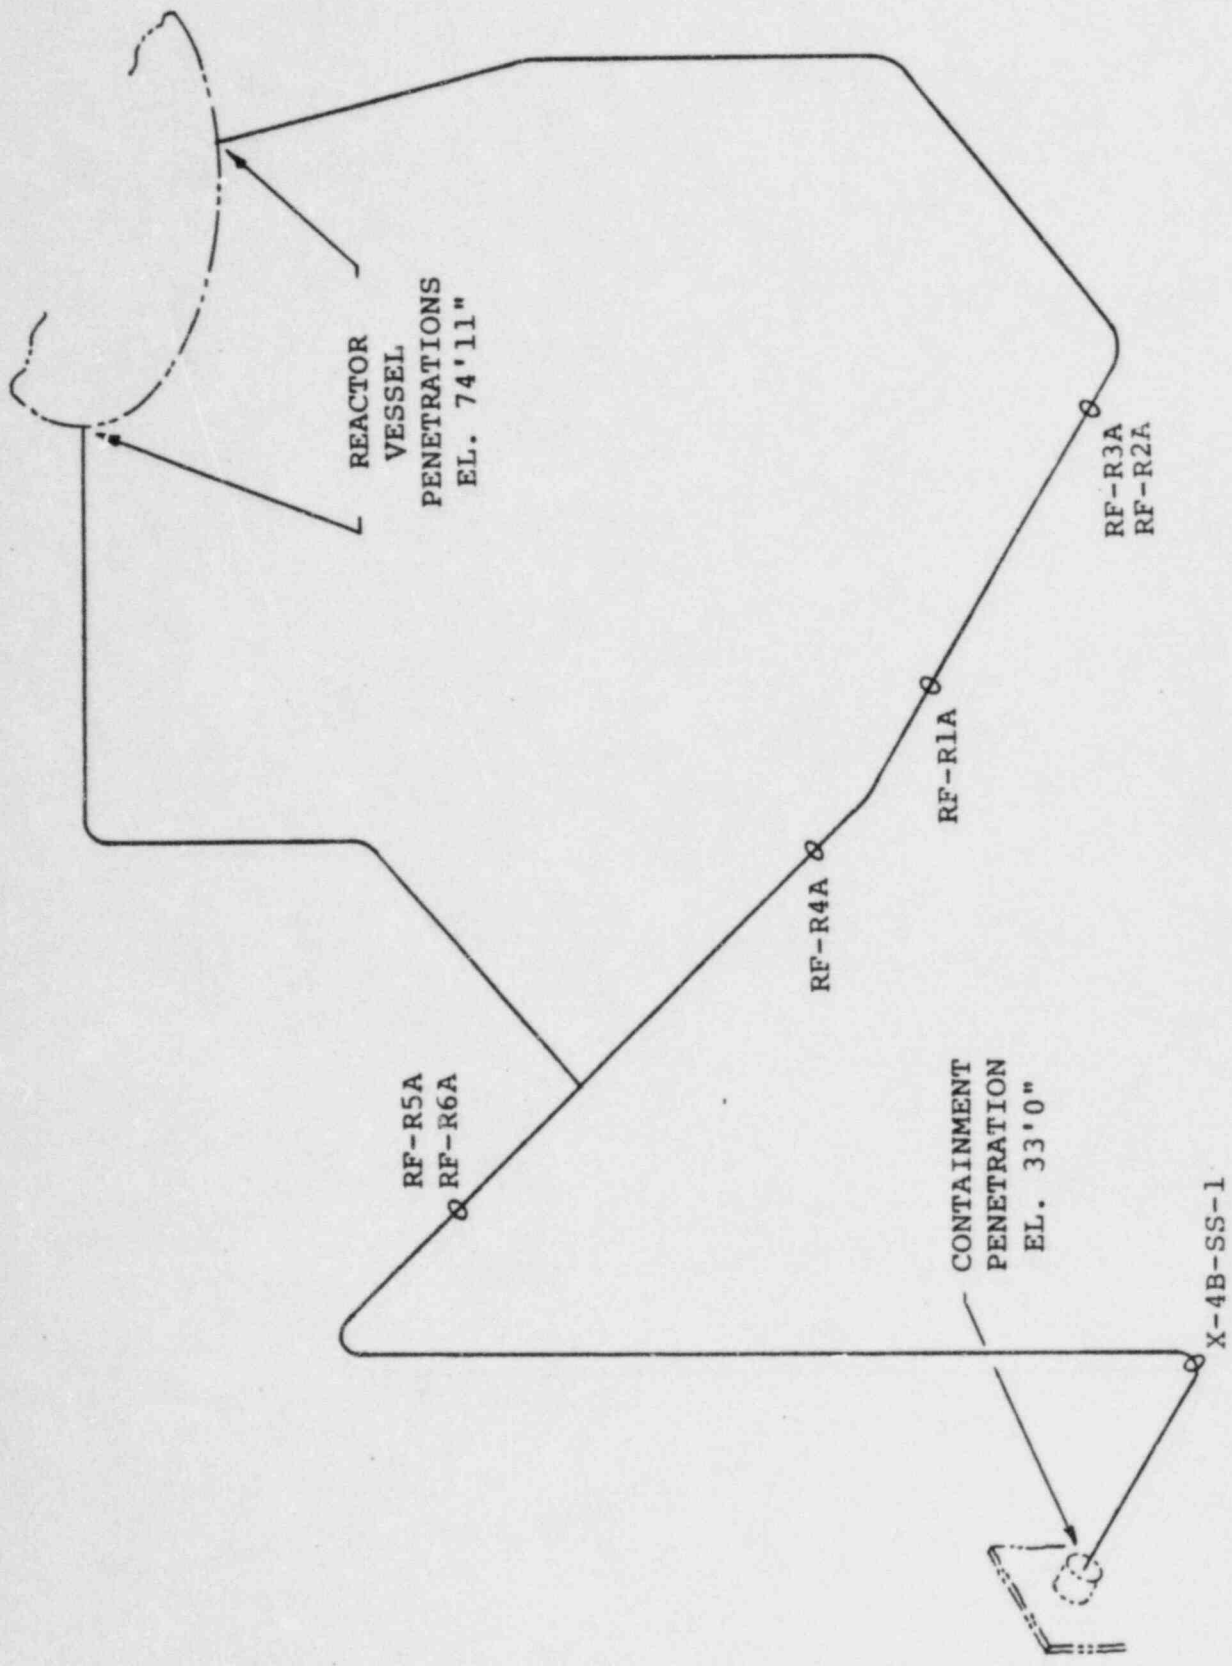 REACTOR
VESSEL
PENETRATIONS
EL. 74'11"
RF-R5A
RF-R6A
RF-R4A
RF-R1A
RF-R3A
RF-R2A
CONTAINMENT
PENETRATION
EL. 33'0"
X-4B-SS-1